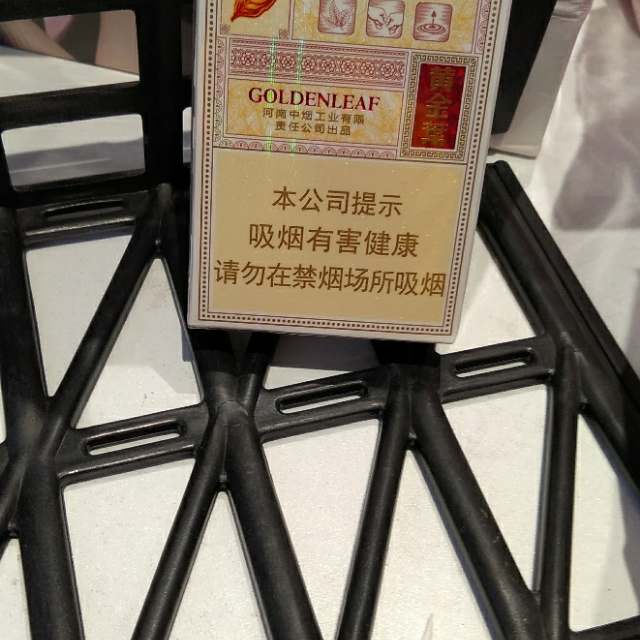 GOLDENLEAF
河南中烟工业有限
责任公司出品
黄金叶
本公司提示
吸烟有害健康
请勿在禁烟场所吸烟